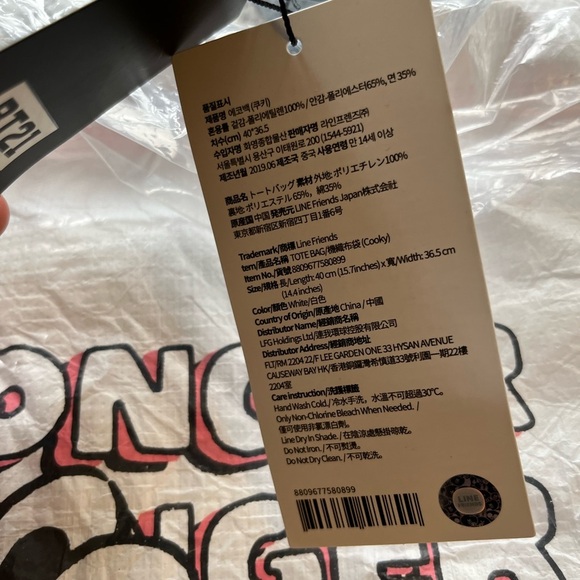 BT21
품질표시
제품명 에코백 (쿠키)
혼용률 겉감-폴리에틸렌100% / 안감-폴리에스터65%, 면 35%
치수(cm) 40*36.5
수입자명 화명종합물산 판매자명 라인프렌즈㈜
서울특별시 용산구 이태원로 200 (1544-5921)
제조년월 2019.06 제조국 중국 사용연령 만 14세 이상
商品名 トートバッグ 素材 外地: ポリエチレン100%
裏地: ポリエステル 65%, 綿35%
原産国 中国 発売元 LINE Friends Japan株式会社
東京都新宿区新宿四丁目1番6号
Trademark/商標 Line Friends
Item/產品名稱 TOTE BAG/機織布袋 (Cooky)
Item No./貨號 8809677580899
Size/規格 長/Length: 40 cm (15.7inches) x 寬/Width: 36.5 cm
(14.4 inches)
Color/顏色 White/白色
Country of Origin/原產地 China / 中國
Distributor Name/經銷商名稱
LFG Holdings Ltd/連我環球控股有限公司
Distributor Address/經銷商地址
FLT/RM 2204 22/F LEE GARDEN ONE 33 HYSAN AVENUE
CAUSEWAY BAY HK/香港銅鑼灣希慎道33號利園一期22樓
2204室
Care instruction/洗護標籤
Hand Wash Cold. / 冷水手洗，水溫不可超過30°C.
Only Non-Chlorine Bleach When Needed. /
僅可使用非氯漂白劑。
Line Dry In Shade. / 在陰涼處懸掛晾乾。
Do Not Iron. / 不可熨燙。
Do Not Dry Clean. / 不可乾洗。
8809677580899
LINE
FRIENDS